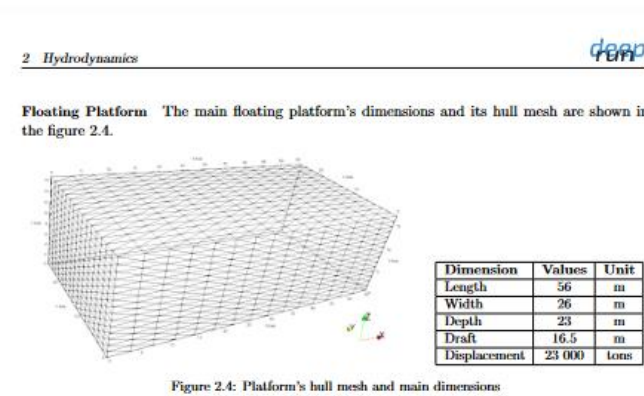 2 Hydrodynamics
deep
run
Floating Platform The main floating platform's dimensions and its hull mesh are shown in
the figure 2.4.
Dimension Values Unit
Length 56 m
Width 26 m
Depth 23 m
Draft 16.5 m
Displacement 23 000 tons
Figure 2.4: Platform's hull mesh and main dimensions